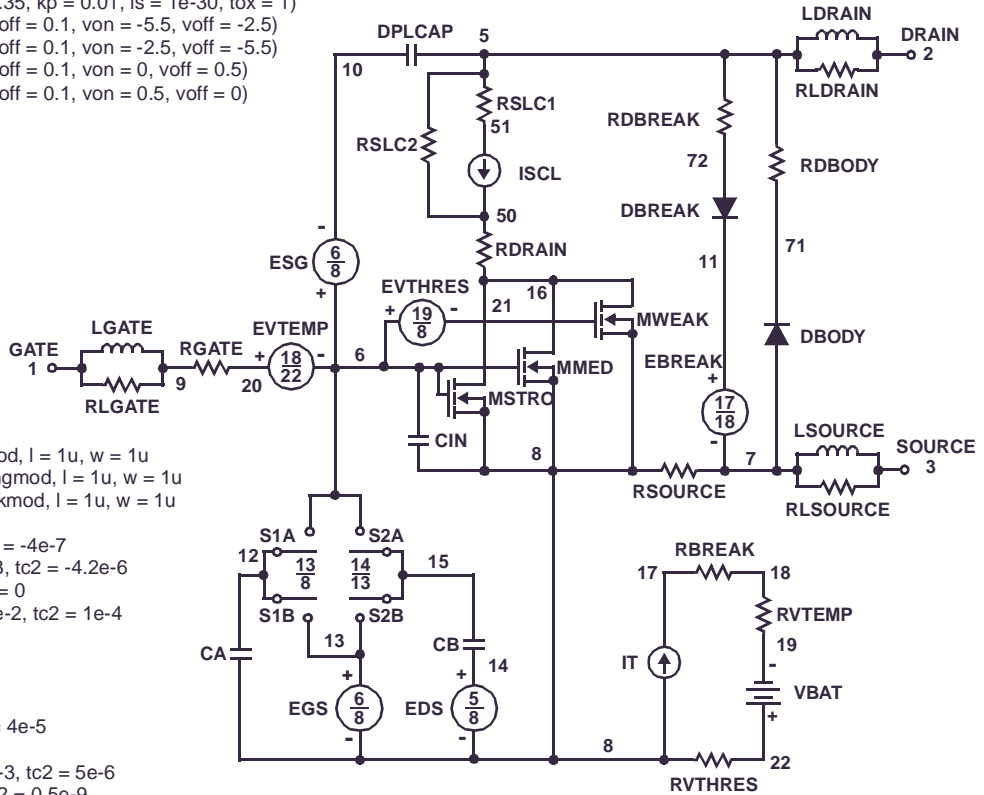 .35, kp = 0.01, is = 1e-30, tox = 1)
off = 0.1, von = -5.5, voff = -2.5)
off = 0.1, von = -2.5, voff = -5.5)
off = 0.1, von = 0, voff = 0.5)
off = 0.1, von = 0.5, voff = 0)
LDRAIN
DPLCAP
5
DRAIN
2
10
RLDRAIN
RSLC1
51
RDBREAK
RSLC2
72
RDBODY
ISCL
DBREAK
50
71
RDRAIN
11
-
ESG
6
8
+
EVTHRES
16
21
+
19
8
-
MWEAK
LGATE
EVTEMP
DBODY
GATE
1
RGATE
+
18
22
-
6
EBREAK
MMED
9
20
+
RLGATE
MSTRO
17
18
-
CIN
LSOURCE
SOURCE
3
8
7
od, l = 1u, w = 1u
ngmod, l = 1u, w = 1u
kmod, l = 1u, w = 1u
RSOURCE
RLSOURCE
S1A
S2A
= -4e-7
12
13
8
14
13
15
RBREAK
3, tc2 = -4.2e-6
17
18
= 0
e-2, tc2 = 1e-4
S1B
S2B
RVTEMP
13
CB
19
CA
14
IT
-
+
+
VBAT
EGS
6
8
EDS
5
8
+
= 4e-5
-
-
8
22
-3, tc2 = 5e-6
RVTHRES
2 = 0.5e-9